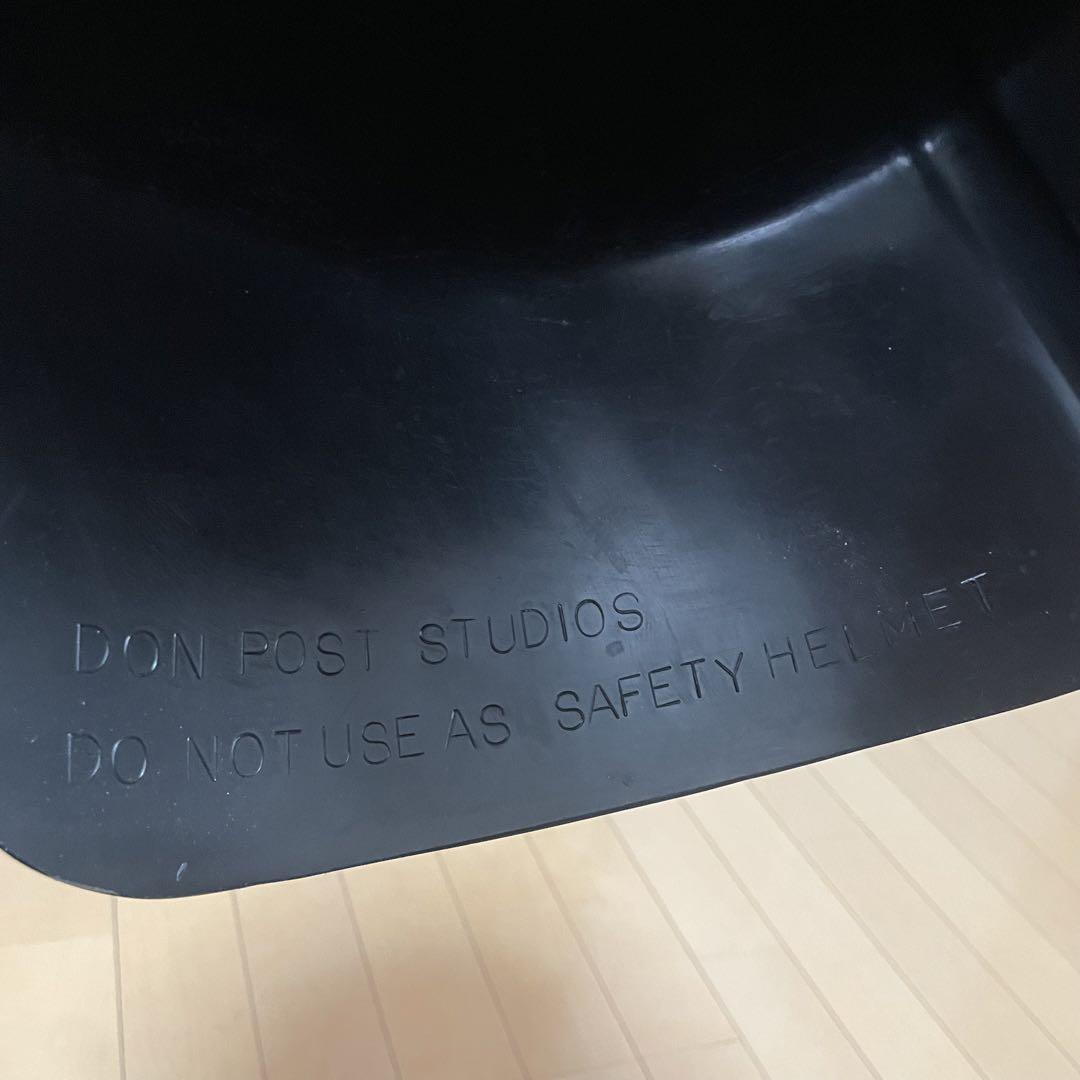 DON POST STUDIOS
DO NOT USE AS SAFETY HELMET